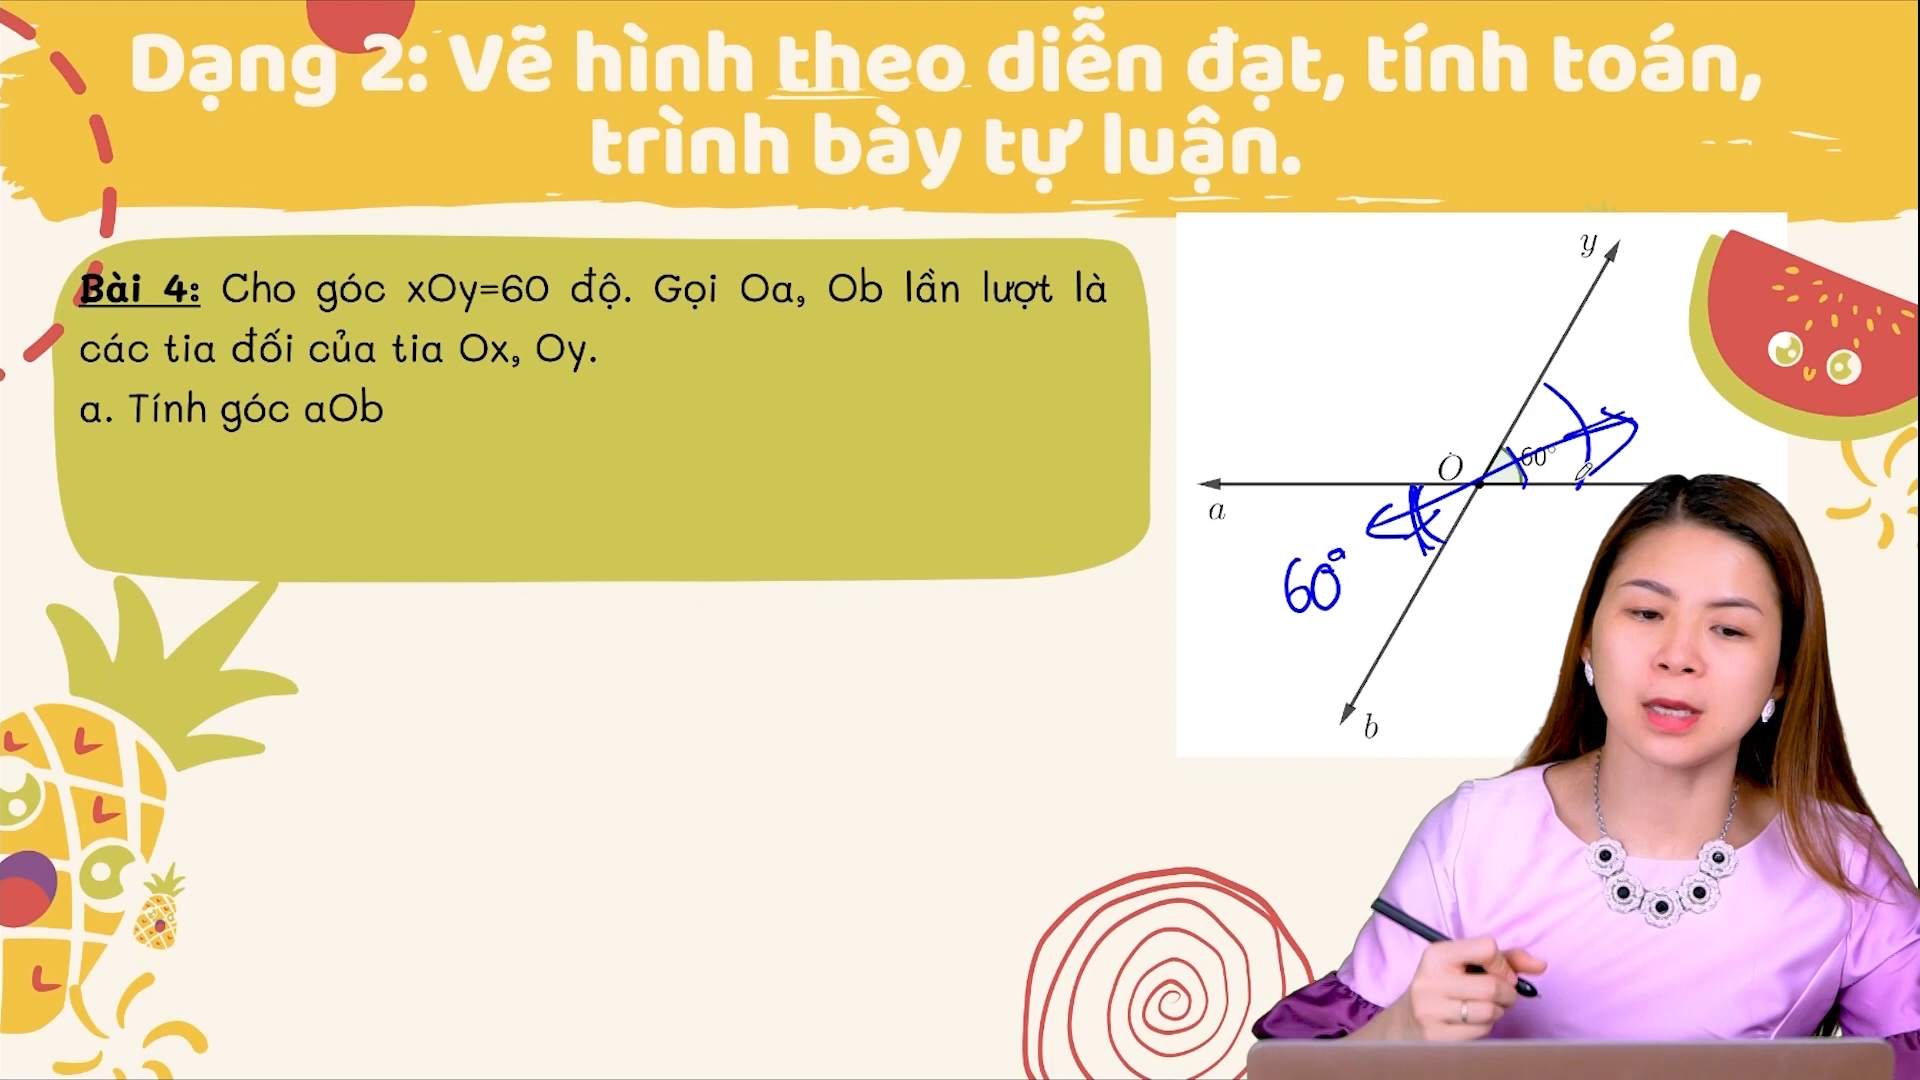 Dạng 2: Vẽ hình theo diễn đạt, tính toán,
trình bày tự luận.
Bài 4: Cho góc xOy=60 độ. Gọi Oa, Ob lần lượt là
các tia đối của tia Ox, Oy.
a. Tính góc aOb
y
O
60°
a
60°
b